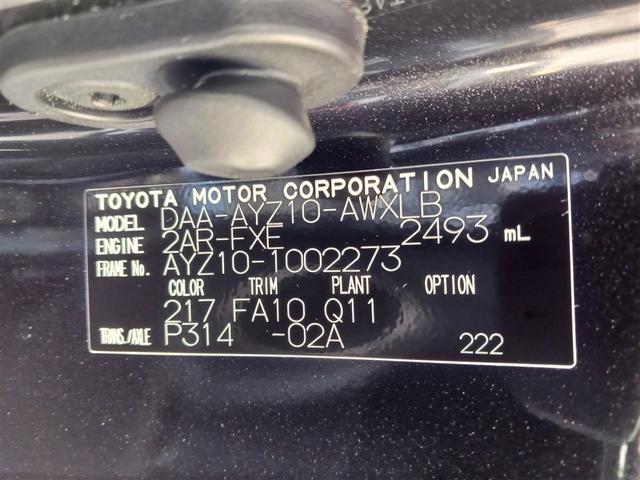 TOYOTA MOTOR CORPORATION JAPAN
MODEL DAA-AYZ10-AWXLB
ENGINE 2AR-FXE 2493 mL
FRAME No. AYZ10-1002273
COLOR TRIM PLANT OPTION
217 FA10 Q11
TRANS./AXLE P314 -02A 222